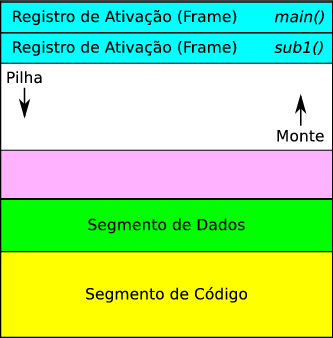 Registro de Ativação (Frame) main()
Registro de Ativação (Frame) sub1()
Pilha
Monte
Segmento de Dados
Segmento de Código